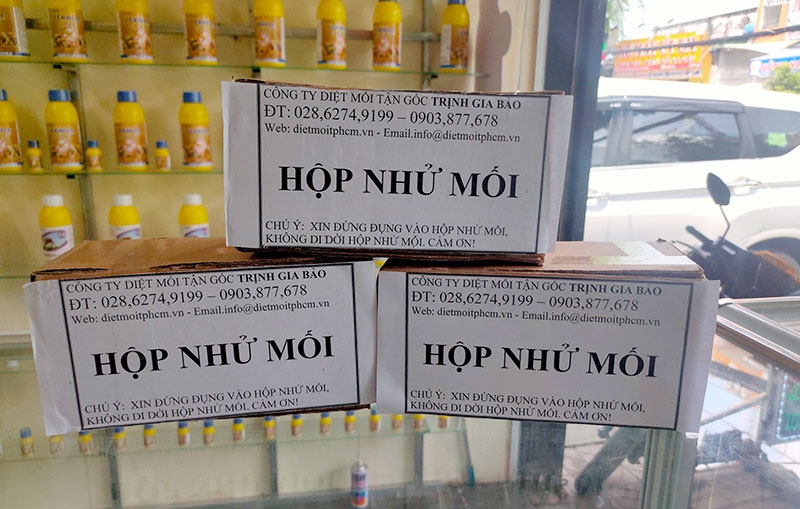 CÔNG TY DIỆT MỐI TẬN GỐC TRỊNH GIA BẢO
ĐT: 028,6274,9199 – 0903,877,678
Web: dietmoitphcm.vn - Email.info@dietmoitphcm.vn
HỘP NHỬ MỐI
CHÚ Ý: XIN ĐỪNG ĐỤNG VÀO HỘP NHỬ MỐI,
KHÔNG DI DỜI HỘP NHỬ MỐI. CẢM ƠN!
CÔNG TY DIỆT MỐI TẬN GỐC TRỊNH GIA BẢO
ĐT: 028,6274,9199 – 0903,877,678
Web: dietmoitphcm.vn - Email.info@dietmoitphcm.vn
HỘP NHỬ MỐI
CHÚ Ý: XIN ĐỪNG ĐỤNG VÀO HỘP NHỬ MỐI,
KHÔNG DI DỜI HỘP NHỬ MỐI. CẢM ƠN!
CÔNG TY DIỆT MỐI TẬN GỐC TRỊNH GIA BẢO
ĐT: 028,6274,9199 – 0903,877,678
Web: dietmoitphcm.vn - Email.info@dietmoitphcm.vn
HỘP NHỬ MỐI
CHÚ Ý: XIN ĐỪNG ĐỤNG VÀO HỘP NHỬ MỐI,
KHÔNG DI DỜI HỘP NHỬ MỐI. CẢM ƠN!